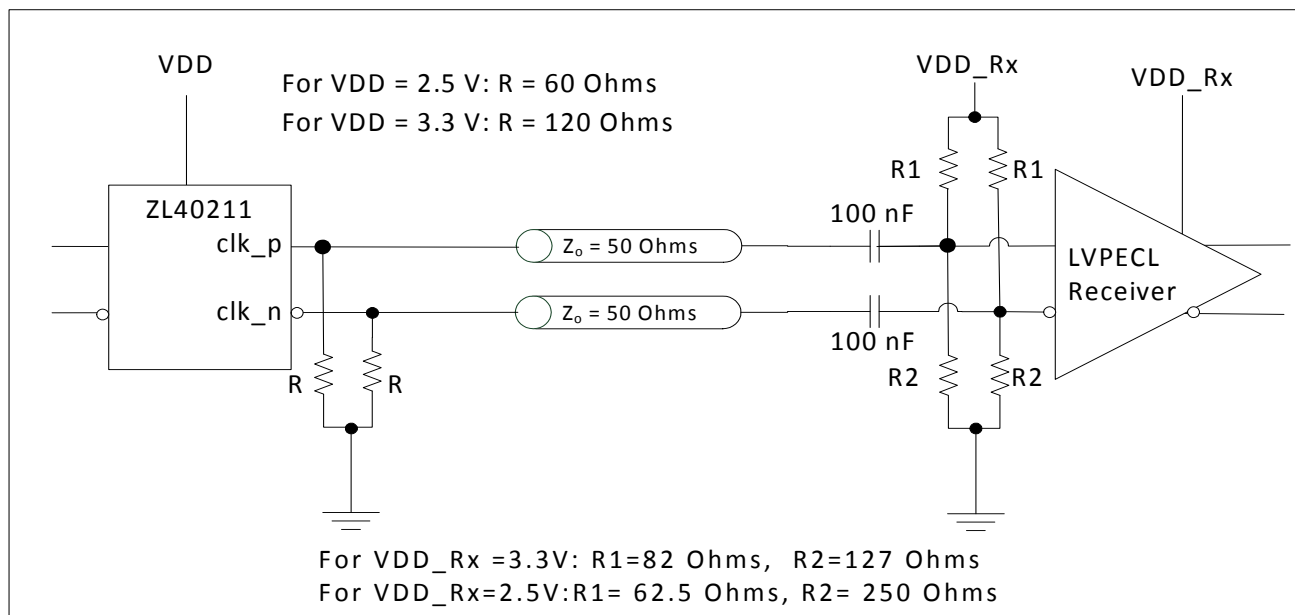 VDD
For VDD = 2.5 V: R = 60 Ohms
For VDD = 3.3 V: R = 120 Ohms
VDD_Rx
VDD_Rx
R1
R1
ZL40211
clk_p
clk_n
Zₒ = 50 Ohms
Zₒ = 50 Ohms
100 nF
100 nF
LVPECL
Receiver
R
R
R2
R2
For VDD_Rx =3.3V: R1=82 Ohms, R2=127 Ohms
For VDD_Rx=2.5V:R1= 62.5 Ohms, R2= 250 Ohms